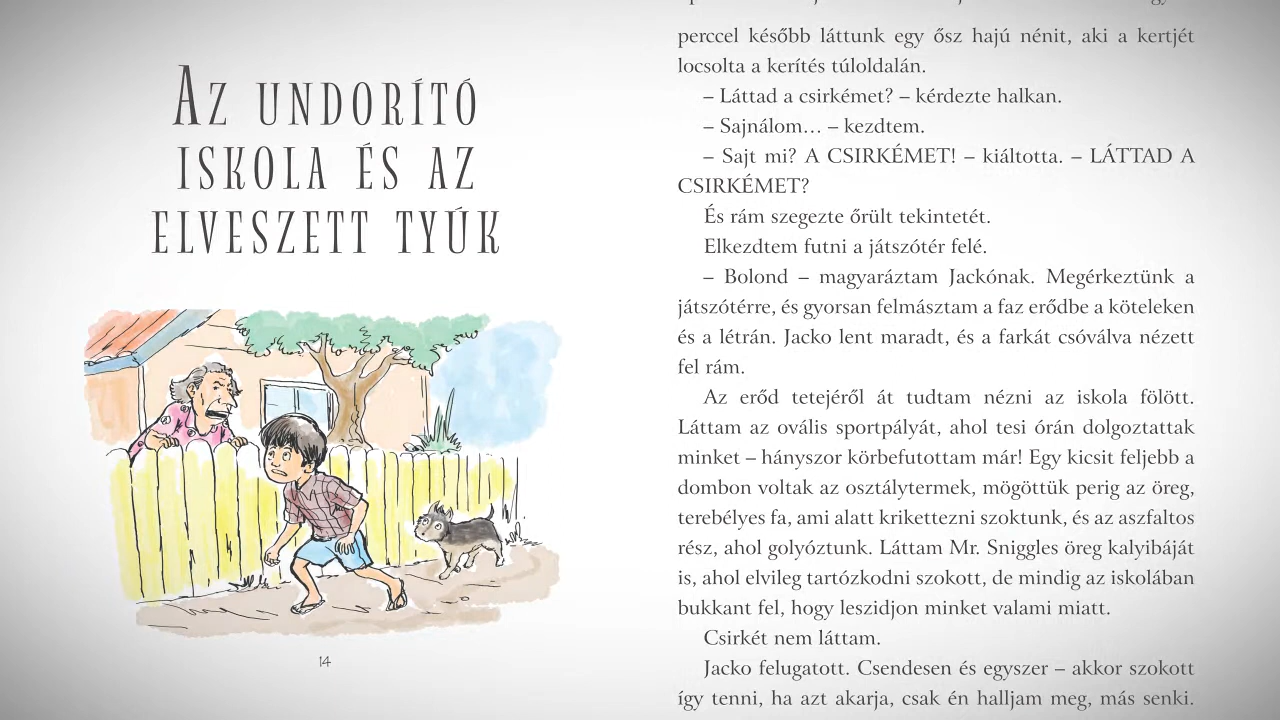 AZ UNDORÍTÓ
ISKOLA ÉS AZ
ELVESZETT TYÚK
14
perccel később láttunk egy ősz hajú nénit, aki a kertjét
locsolta a kerítés túloldalán.
– Láttad a csirkémet? – kérdezte halkan.
– Sajnálom… – kezdtem.
– Sajt mi? A CSIRKÉMET! – kiáltotta. – LÁTTAD A
CSIRKÉMET?
És rám szegezte őrült tekintetét.
Elkezdtem futni a játszótér felé.
– Bolond – magyaráztam Jackónak. Megérkeztünk a
játszótérre, és gyorsan felmásztam a faz erődbe a köteleken
és a létrán. Jacko lent maradt, és a farkát csóválva nézett
fel rám.
Az erőd tetejéről át tudtam nézni az iskola fölött.
Láttam az ovális sportpályát, ahol tesi órán dolgoztattak
minket – hányszor körbefutottam már! Egy kicsit feljebb a
dombon voltak az osztálytermek, mögöttük perig az öreg,
terebélyes fa, ami alatt krikettezni szoktunk, és az aszfaltos
rész, ahol golyóztunk. Láttam Mr. Sniggles öreg kalyibáját
is, ahol elvileg tartózkodni szokott, de mindig az iskolában
bukkant fel, hogy leszidjon minket valami miatt.
Csirkét nem láttam.
Jacko felugatott. Csendesen és egyszer – akkor szokott
így tenni, ha azt akarja, csak én halljam meg, más senki.